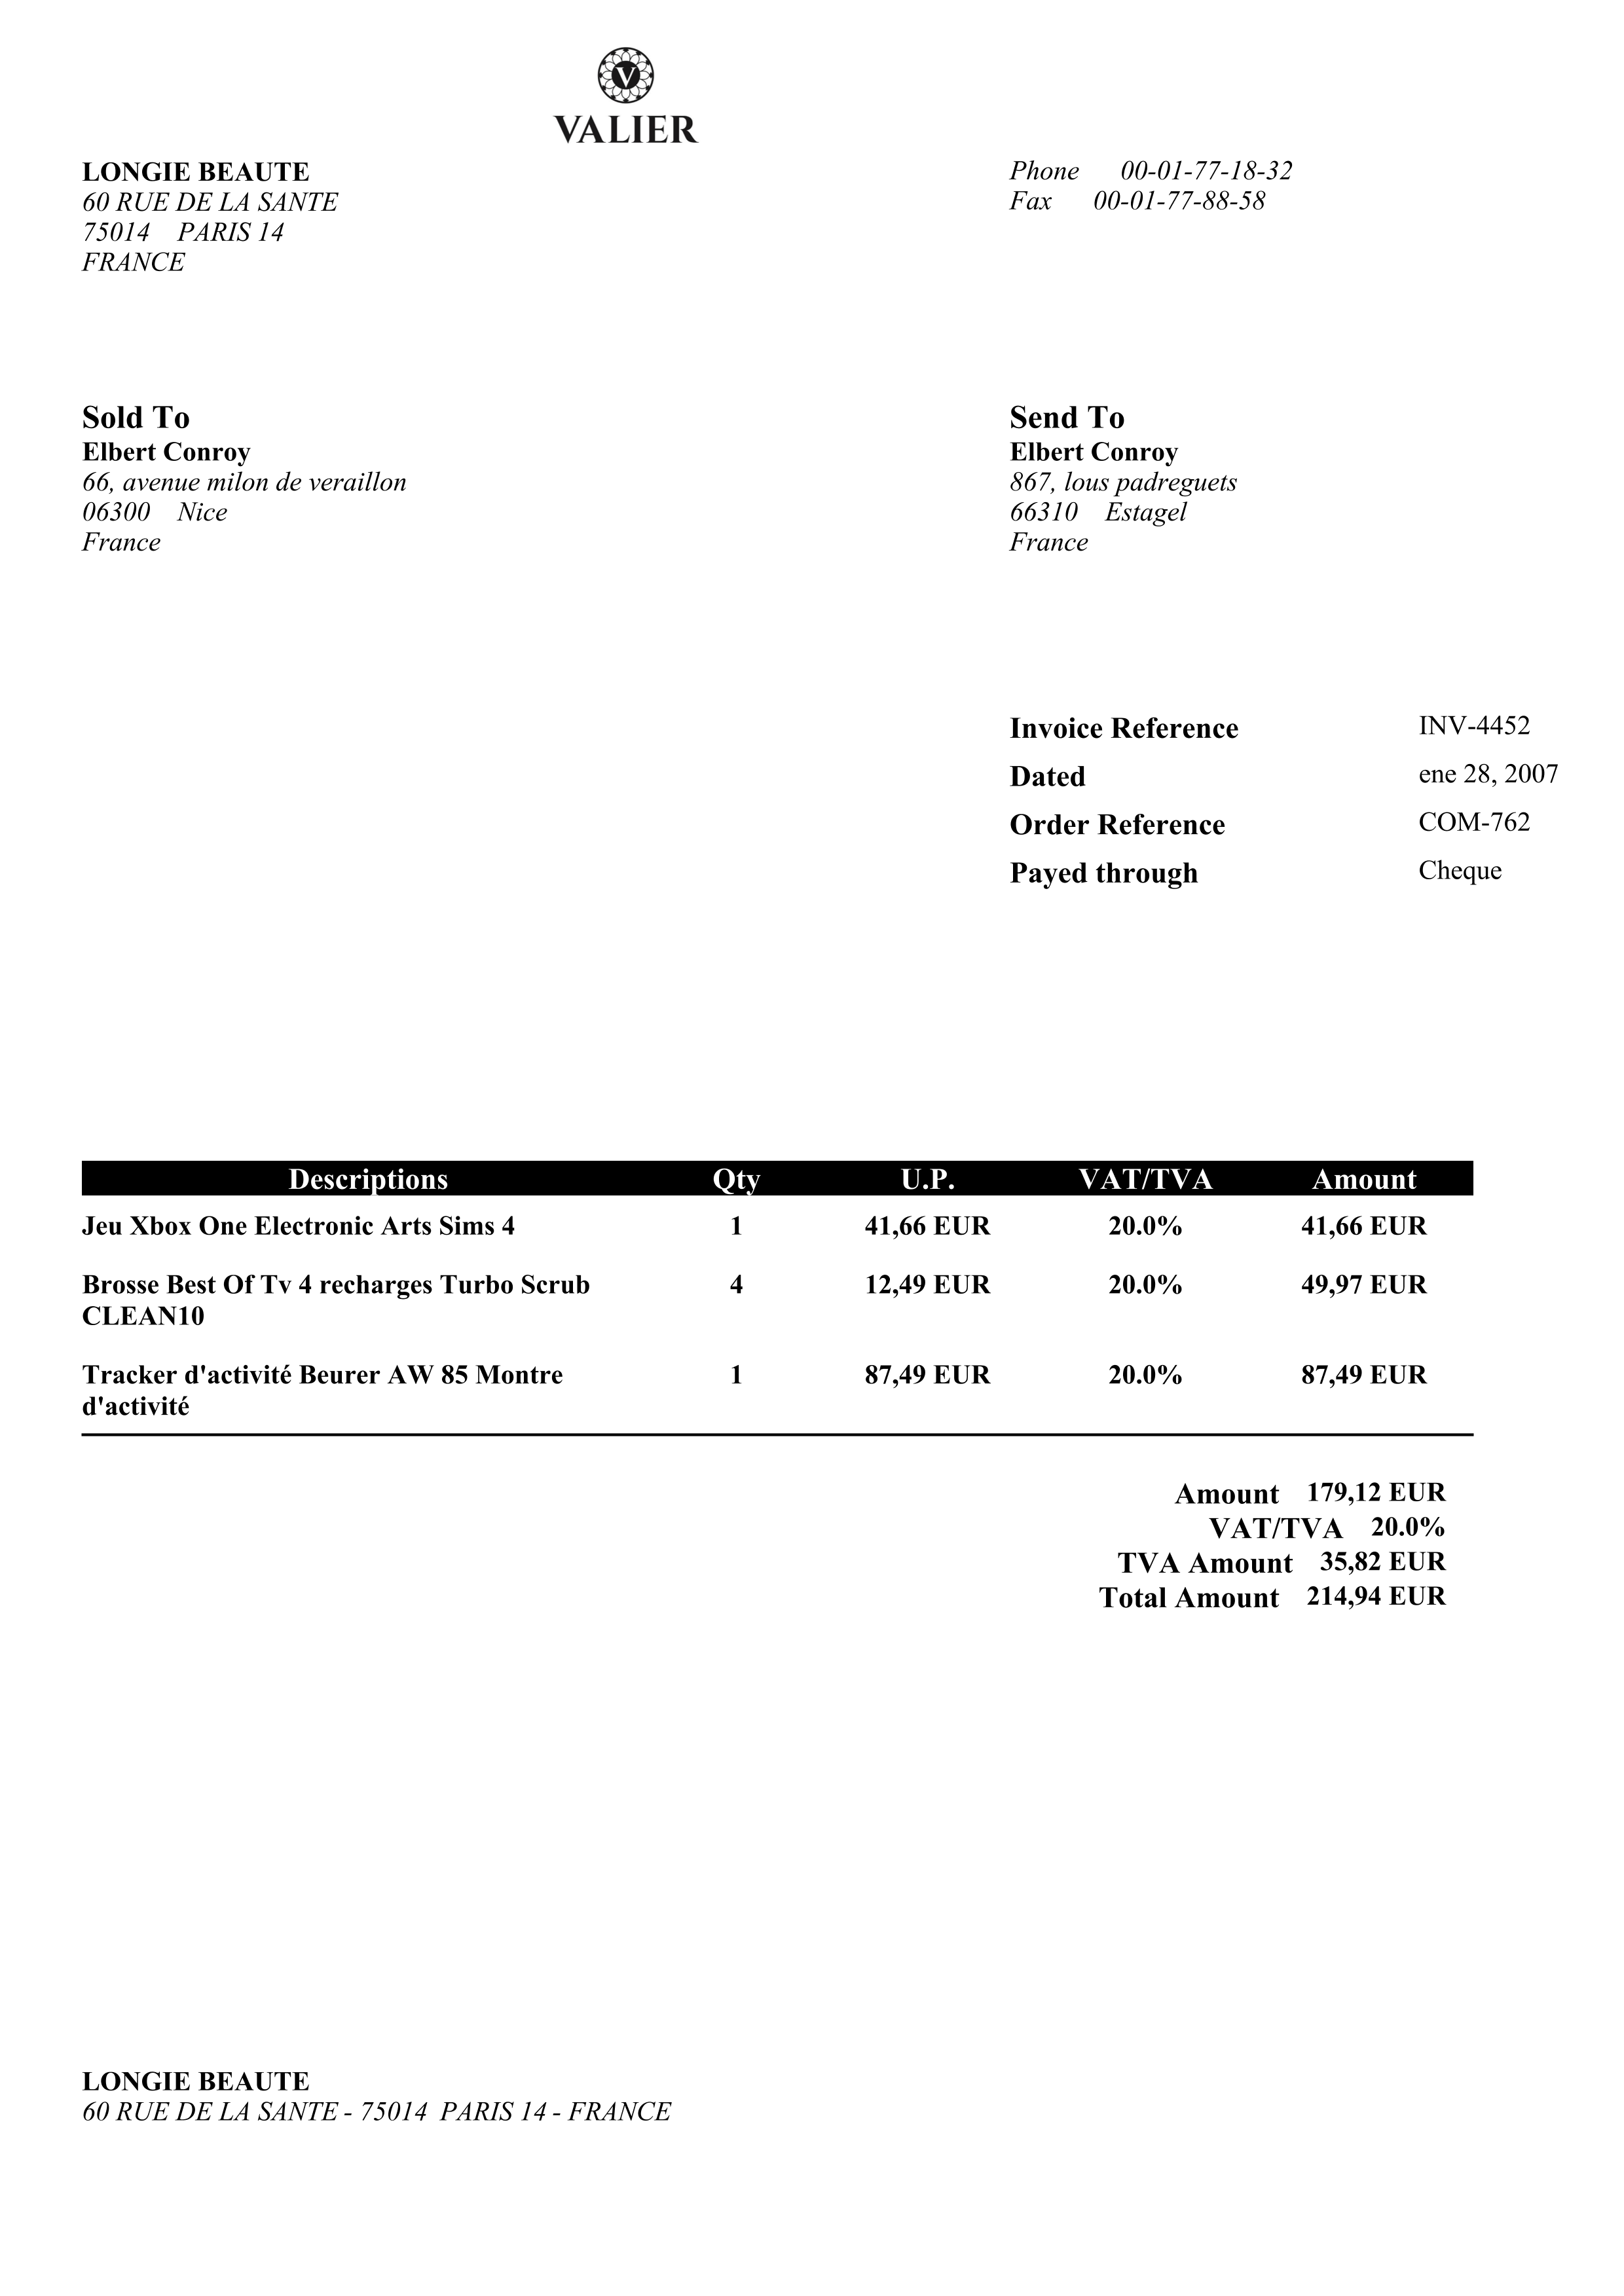 V
VALIER
LONGIE BEAUTE
60 RUE DE LA SANTE
75014 PARIS 14
FRANCE
Phone 00-01-77-18-32
Fax 00-01-77-88-58
Sold To
Elbert Conroy
66, avenue milon de veraillon
06300 Nice
France
Send To
Elbert Conroy
867, lous padreguets
66310 Estagel
France
Invoice Reference INV-4452
Dated ene 28, 2007
Order Reference COM-762
Payed through Cheque
Descriptions Qty U.P. VAT/TVA Amount
Jeu Xbox One Electronic Arts Sims 4 1 41,66 EUR 20.0% 41,66 EUR
Brosse Best Of Tv 4 recharges Turbo Scrub 4 12,49 EUR 20.0% 49,97 EUR
CLEAN10
Tracker d'activité Beurer AW 85 Montre 1 87,49 EUR 20.0% 87,49 EUR
d'activité
Amount 179,12 EUR
VAT/TVA 20.0%
TVA Amount 35,82 EUR
Total Amount 214,94 EUR
LONGIE BEAUTE
60 RUE DE LA SANTE - 75014 PARIS 14 - FRANCE